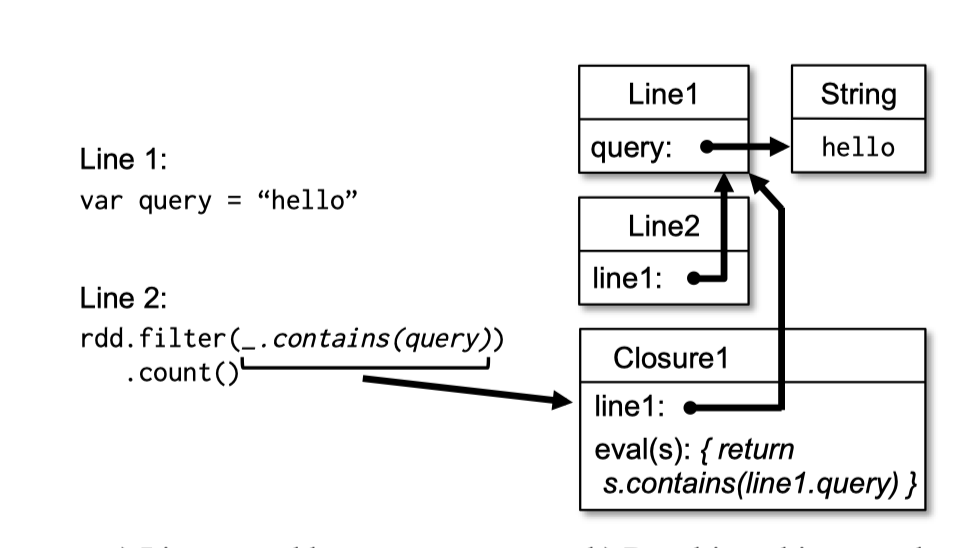 Line 1:
var query = “hello”
Line 2:
rdd.filter(_.contains(query))
.count()
Line1
query:
String
hello
Line2
line1:
Closure1
line1:
eval(s): { return
s.contains(line1.query) }